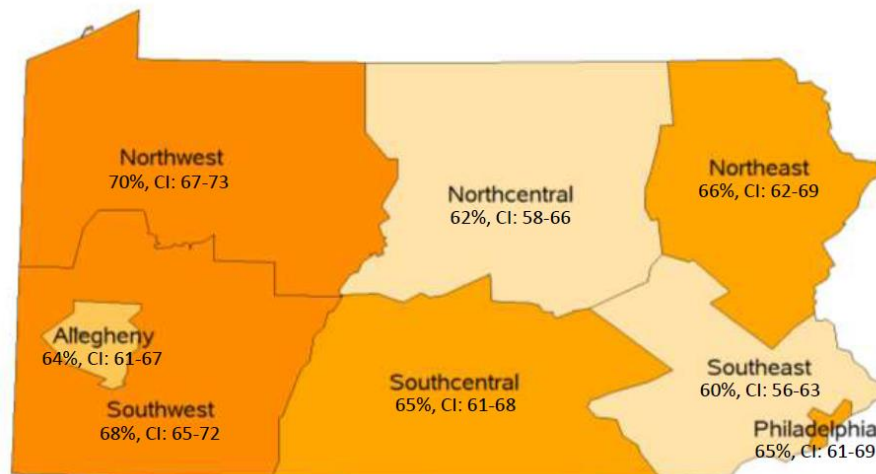 Northwest
70%, CI: 67-73
Northcentral
62%, CI: 58-66
Northeast
66%, CI: 62-69
Allegheny
64%, CI: 61-67
Southwest
68%, CI: 65-72
Southcentral
65%, CI: 61-68
Southeast
60%, CI: 56-63
Philadelphia
65%, CI: 61-69